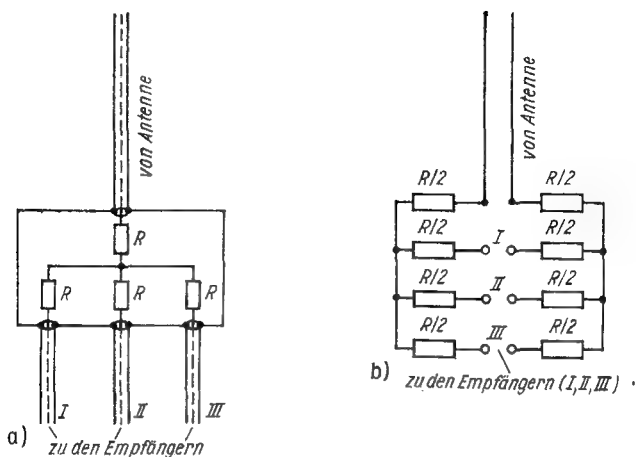 von Antenne
R
R
R
R
I
II
III
a) zu den Empfängern
von Antenne
R/2
R/2
R/2
I
R/2
R/2
II
R/2
R/2
III
R/2
b) zu den Empfängern (I, II, III)